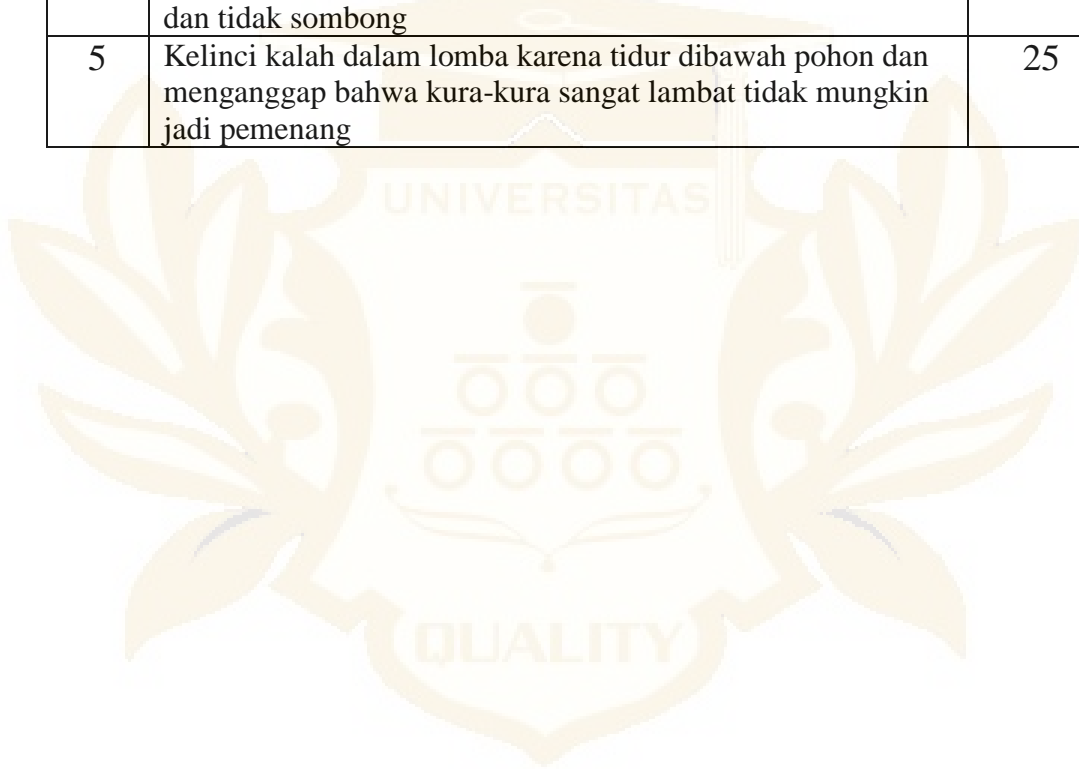 dan tidak sombong
5 Kelinci kalah dalam lomba karena tidur dibawah pohon dan 25
menganggap bahwa kura-kura sangat lambat tidak mungkin
jadi pemenang
UNIVERSITAS
QUALITY